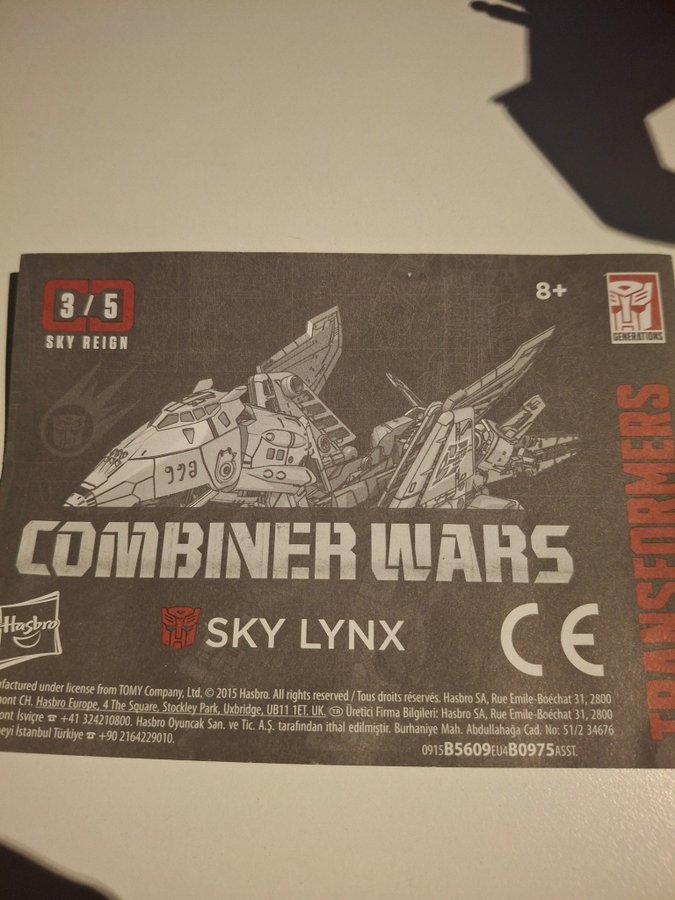 3 / 5
SKY REIGN
8+
GENERATIONS
TRANSFORMERS
COMBINER WARS
Hasbro
SKY LYNX
CE
ufactured under license from TOMY Company, Ltd. © 2015 Hasbro. All rights reserved / Tous droits réservés. Hasbro SA, Rue Emile-Boéchat 31, 2800
mont CH. Hasbro Europe, 4 The Square, Stockley Park, Uxbridge, UB11 1ET. UK. TR Üretici Firma Bilgileri: Hasbro SA, Rue Emile-Boéchat 31, 2800
ont İsviçre ☎ +41 324210800. Hasbro Oyuncak San. ve Tic. A.Ş. tarafından ithal edilmiştir. Burhaniye Mah. Abdullahağa Cad. No: 51/2 34676
beyi İstanbul Türkiye ☎ +90 2164229010.
0915B5609EU4B0975ASST.